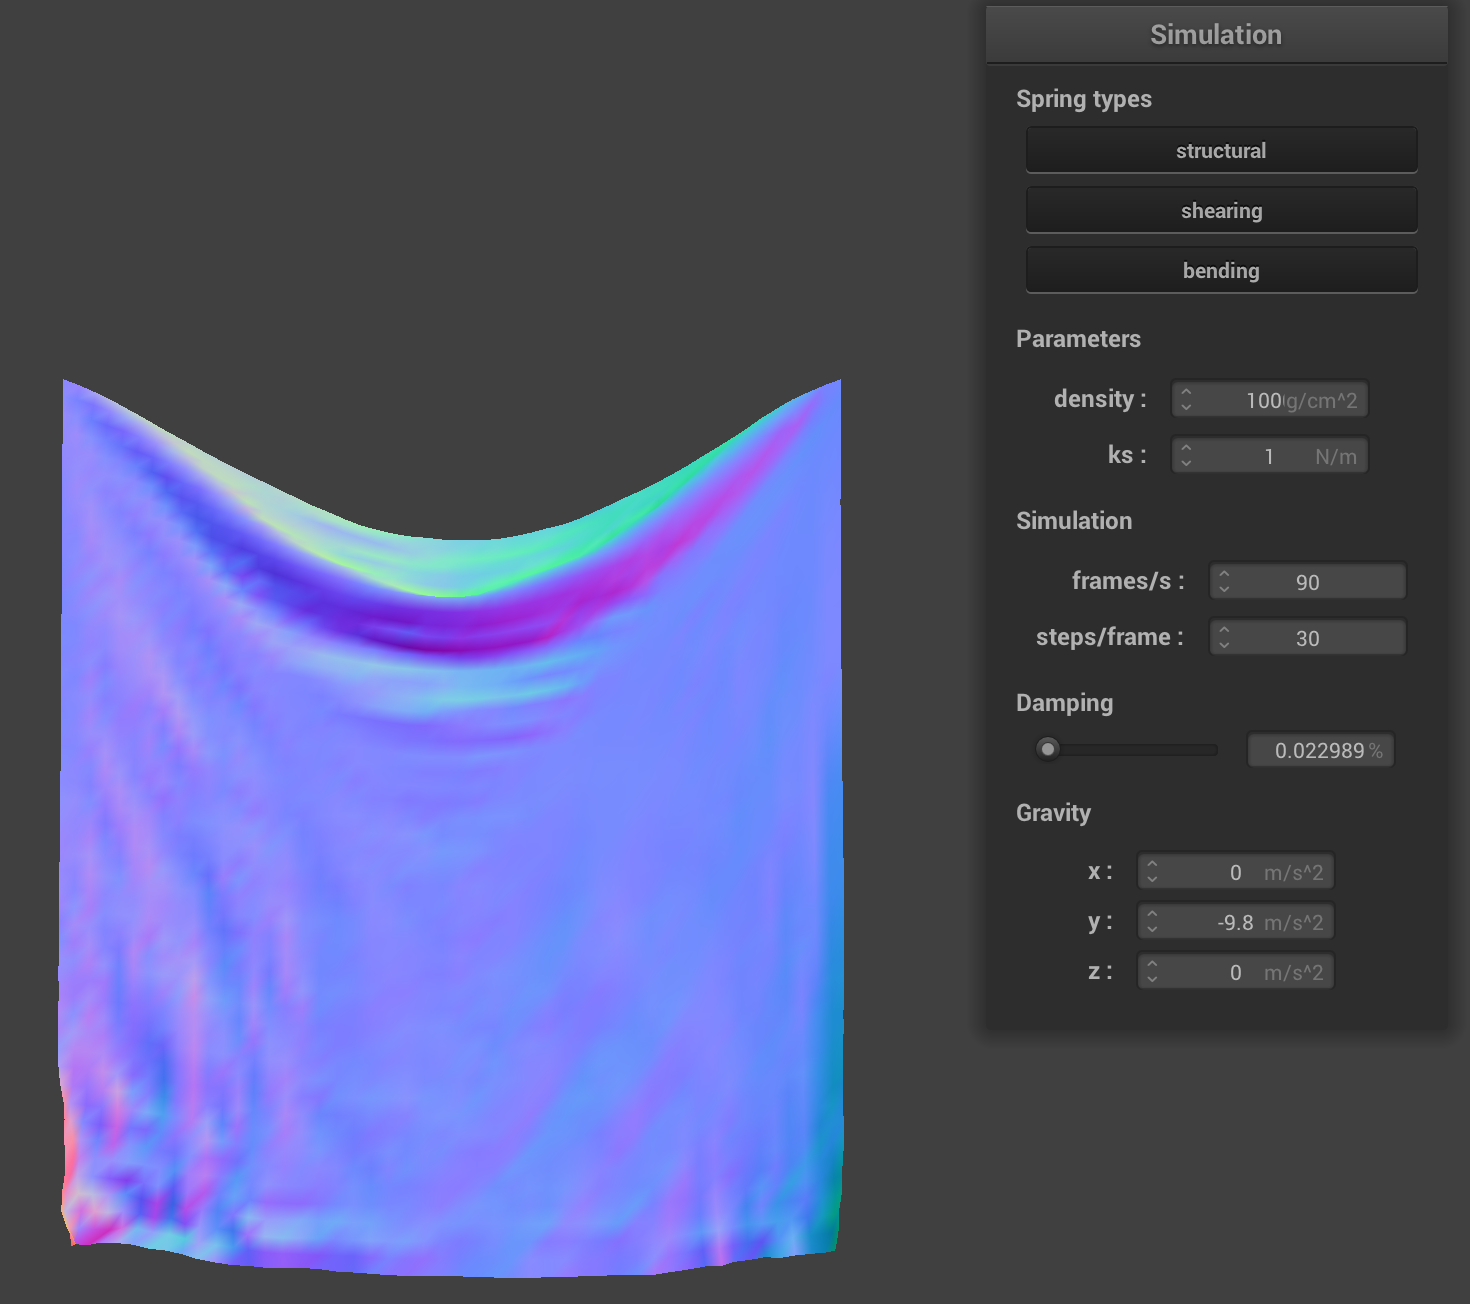 Simulation
Spring types
structural
shearing
bending
Parameters
density : 100 g/cm^2
ks : 1 N/m
Simulation
frames/s : 90
steps/frame : 30
Damping
0.022989 %
Gravity
x : 0 m/s^2
y : -9.8 m/s^2
z : 0 m/s^2